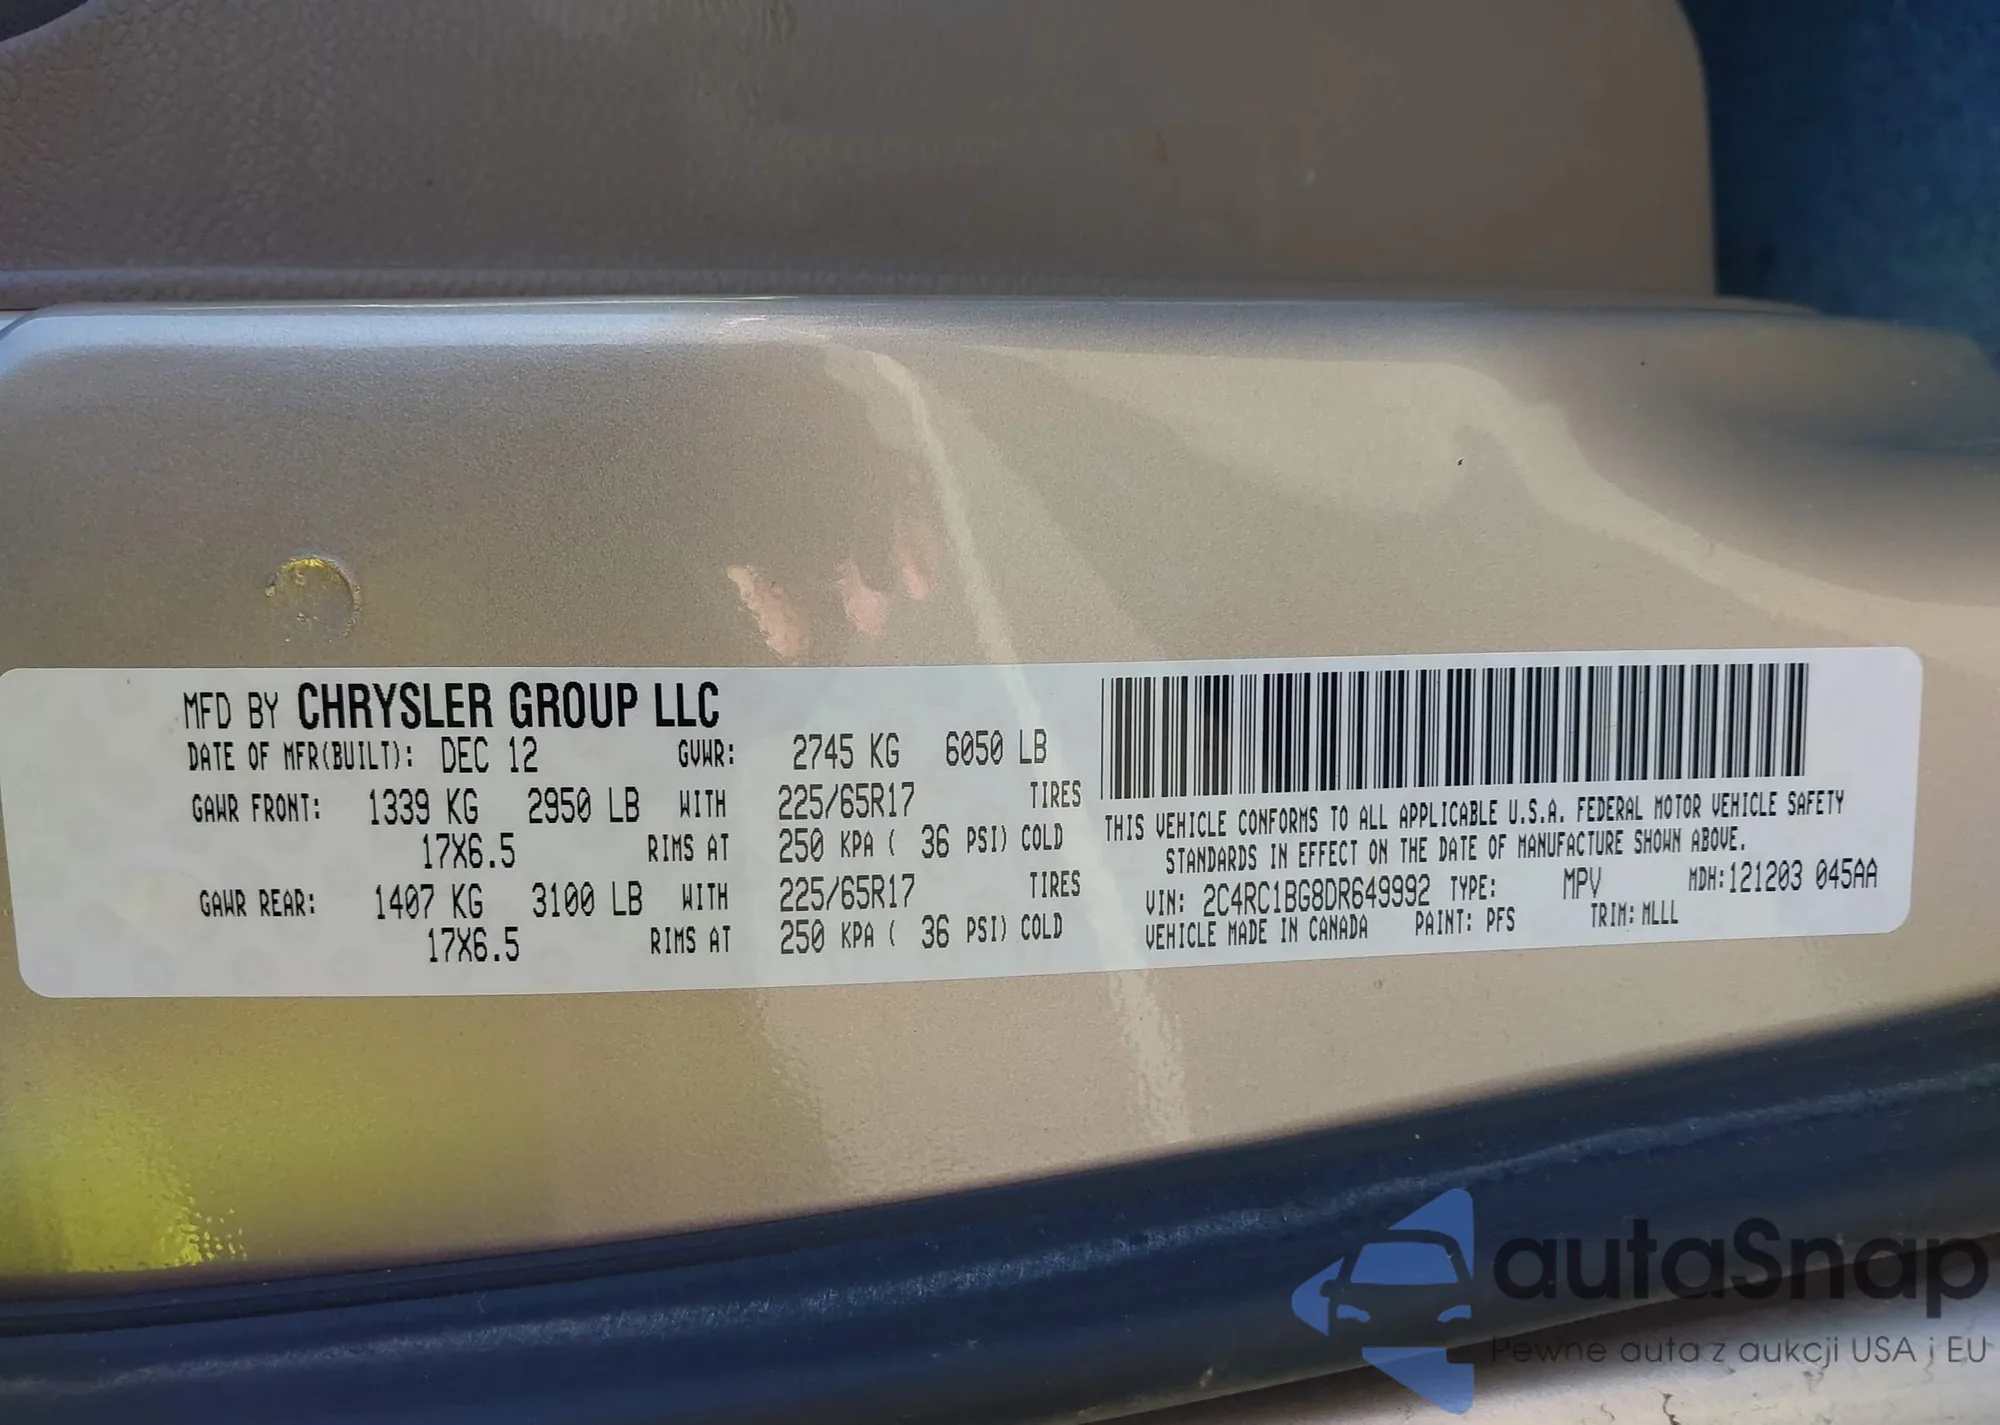 MFD BY CHRYSLER GROUP LLC
DATE OF MFR(BUILT): DEC 12 GVWR: 2745 KG 6050 LB
GAWR FRONT: 1339 KG 2950 LB WITH 225/65R17 TIRES
17X6.5 RIMS AT 250 KPA ( 36 PSI) COLD
GAWR REAR: 1407 KG 3100 LB WITH 225/65R17 TIRES
17X6.5 RIMS AT 250 KPA ( 36 PSI) COLD
THIS VEHICLE CONFORMS TO ALL APPLICABLE U.S.A. FEDERAL MOTOR VEHICLE SAFETY
STANDARDS IN EFFECT ON THE DATE OF MANUFACTURE SHOWN ABOVE.
VIN: 2C4RC1BG8DR649992 TYPE: MPV MDH:121203 045AA
VEHICLE MADE IN CANADA PAINT: PFS TRIM: MLLL
autaSnap
Pewne auta z aukcji USA i EU